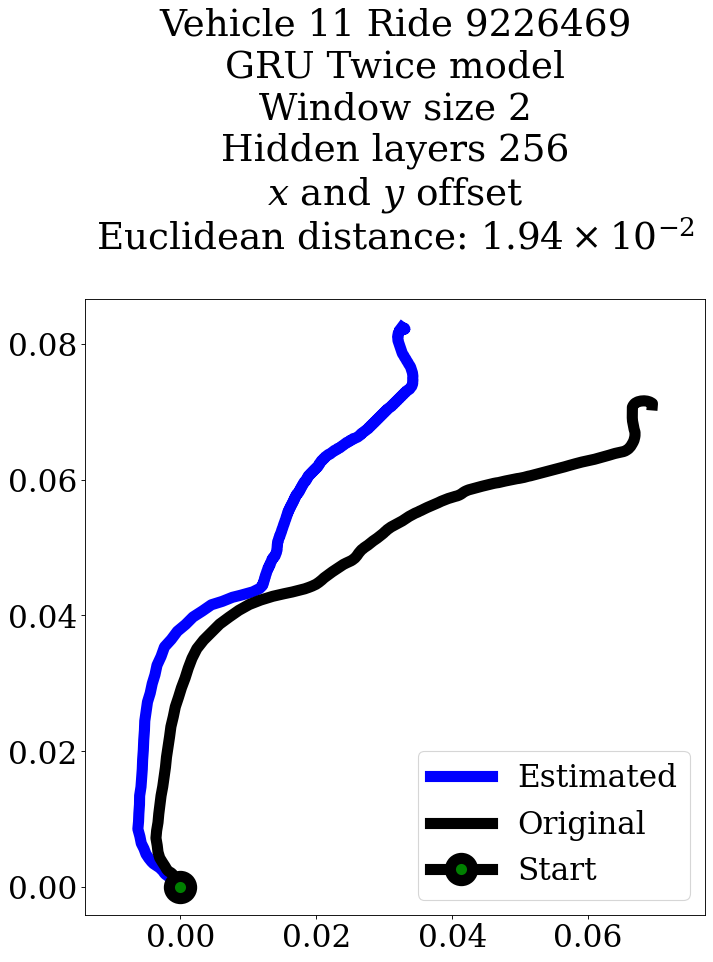 Vehicle 11 Ride 9226469
GRU Twice model
Window size 2
Hidden layers 256
x and y offset
Euclidean distance: 1.94 × 10⁻²
0.08
0.06
0.04
0.02
0.00
Estimated
Original
Start
0.00 0.02 0.04 0.06